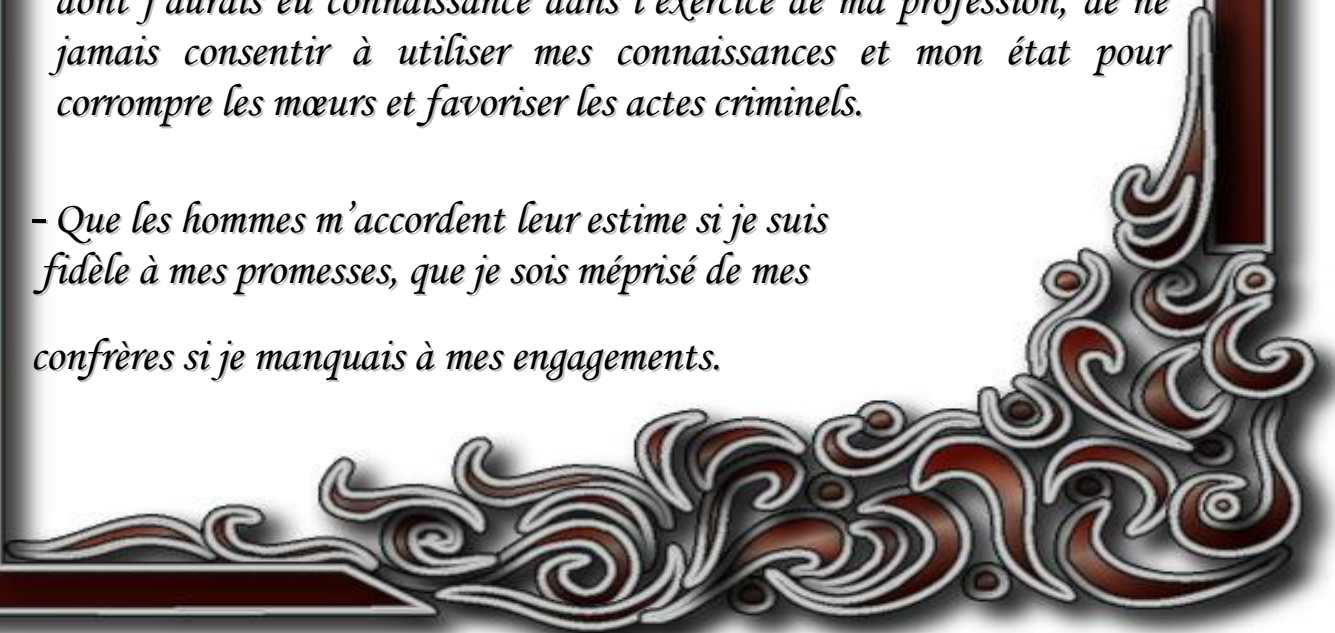 dont j'aurais eu connaissance dans l'exercice de ma profession, de ne
jamais consentir à utiliser mes connaissances et mon état pour
corrompre les mœurs et favoriser les actes criminels.
- Que les hommes m'accordent leur estime si je suis
fidèle à mes promesses, que je sois méprisé de mes
confrères si je manquais à mes engagements.